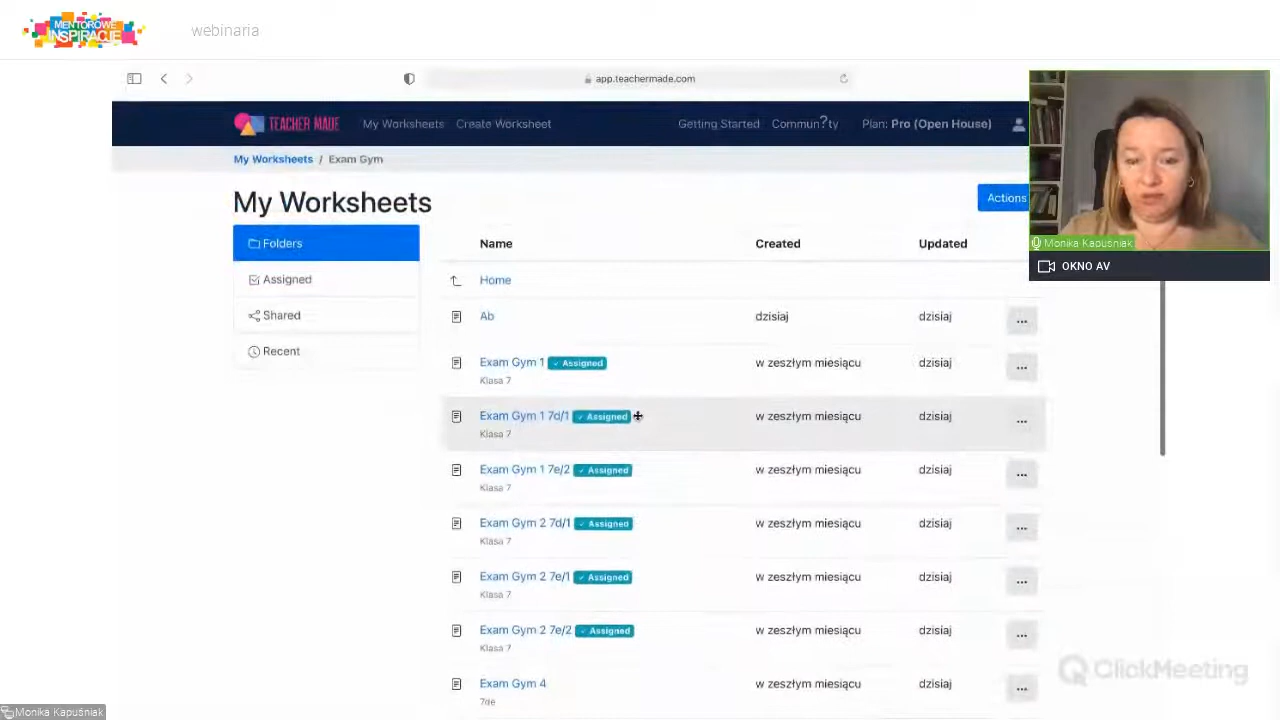 MENTOROWE
INSPIRACJE
webinaria
app.teachermade.com
TEACHER MADE
My Worksheets
Create Worksheet
Getting Started
Commun?ty
Plan: Pro (Open House)
My Worksheets / Exam Gym
My Worksheets
Actions
Folders
Assigned
Shared
Recent
Name Created Updated
Home
Ab dzisiaj dzisiaj ...
Exam Gym 1 ✓ Assigned w zeszłym miesiącu dzisiaj ...
Klasa 7
Exam Gym 1 7d/1 ✓ Assigned w zeszłym miesiącu dzisiaj ...
Klasa 7
Exam Gym 1 7e/2 ✓ Assigned w zeszłym miesiącu dzisiaj ...
Klasa 7
Exam Gym 2 7d/1 ✓ Assigned w zeszłym miesiącu dzisiaj ...
Klasa 7
Exam Gym 2 7e/1 ✓ Assigned w zeszłym miesiącu dzisiaj ...
Klasa 7
Exam Gym 2 7e/2 ✓ Assigned w zeszłym miesiącu dzisiaj ...
Klasa 7
Exam Gym 4 w zeszłym miesiącu dzisiaj ...
7de
Monika Kapuśniak
OKNO AV
ClickMeeting
Monika Kapuśniak